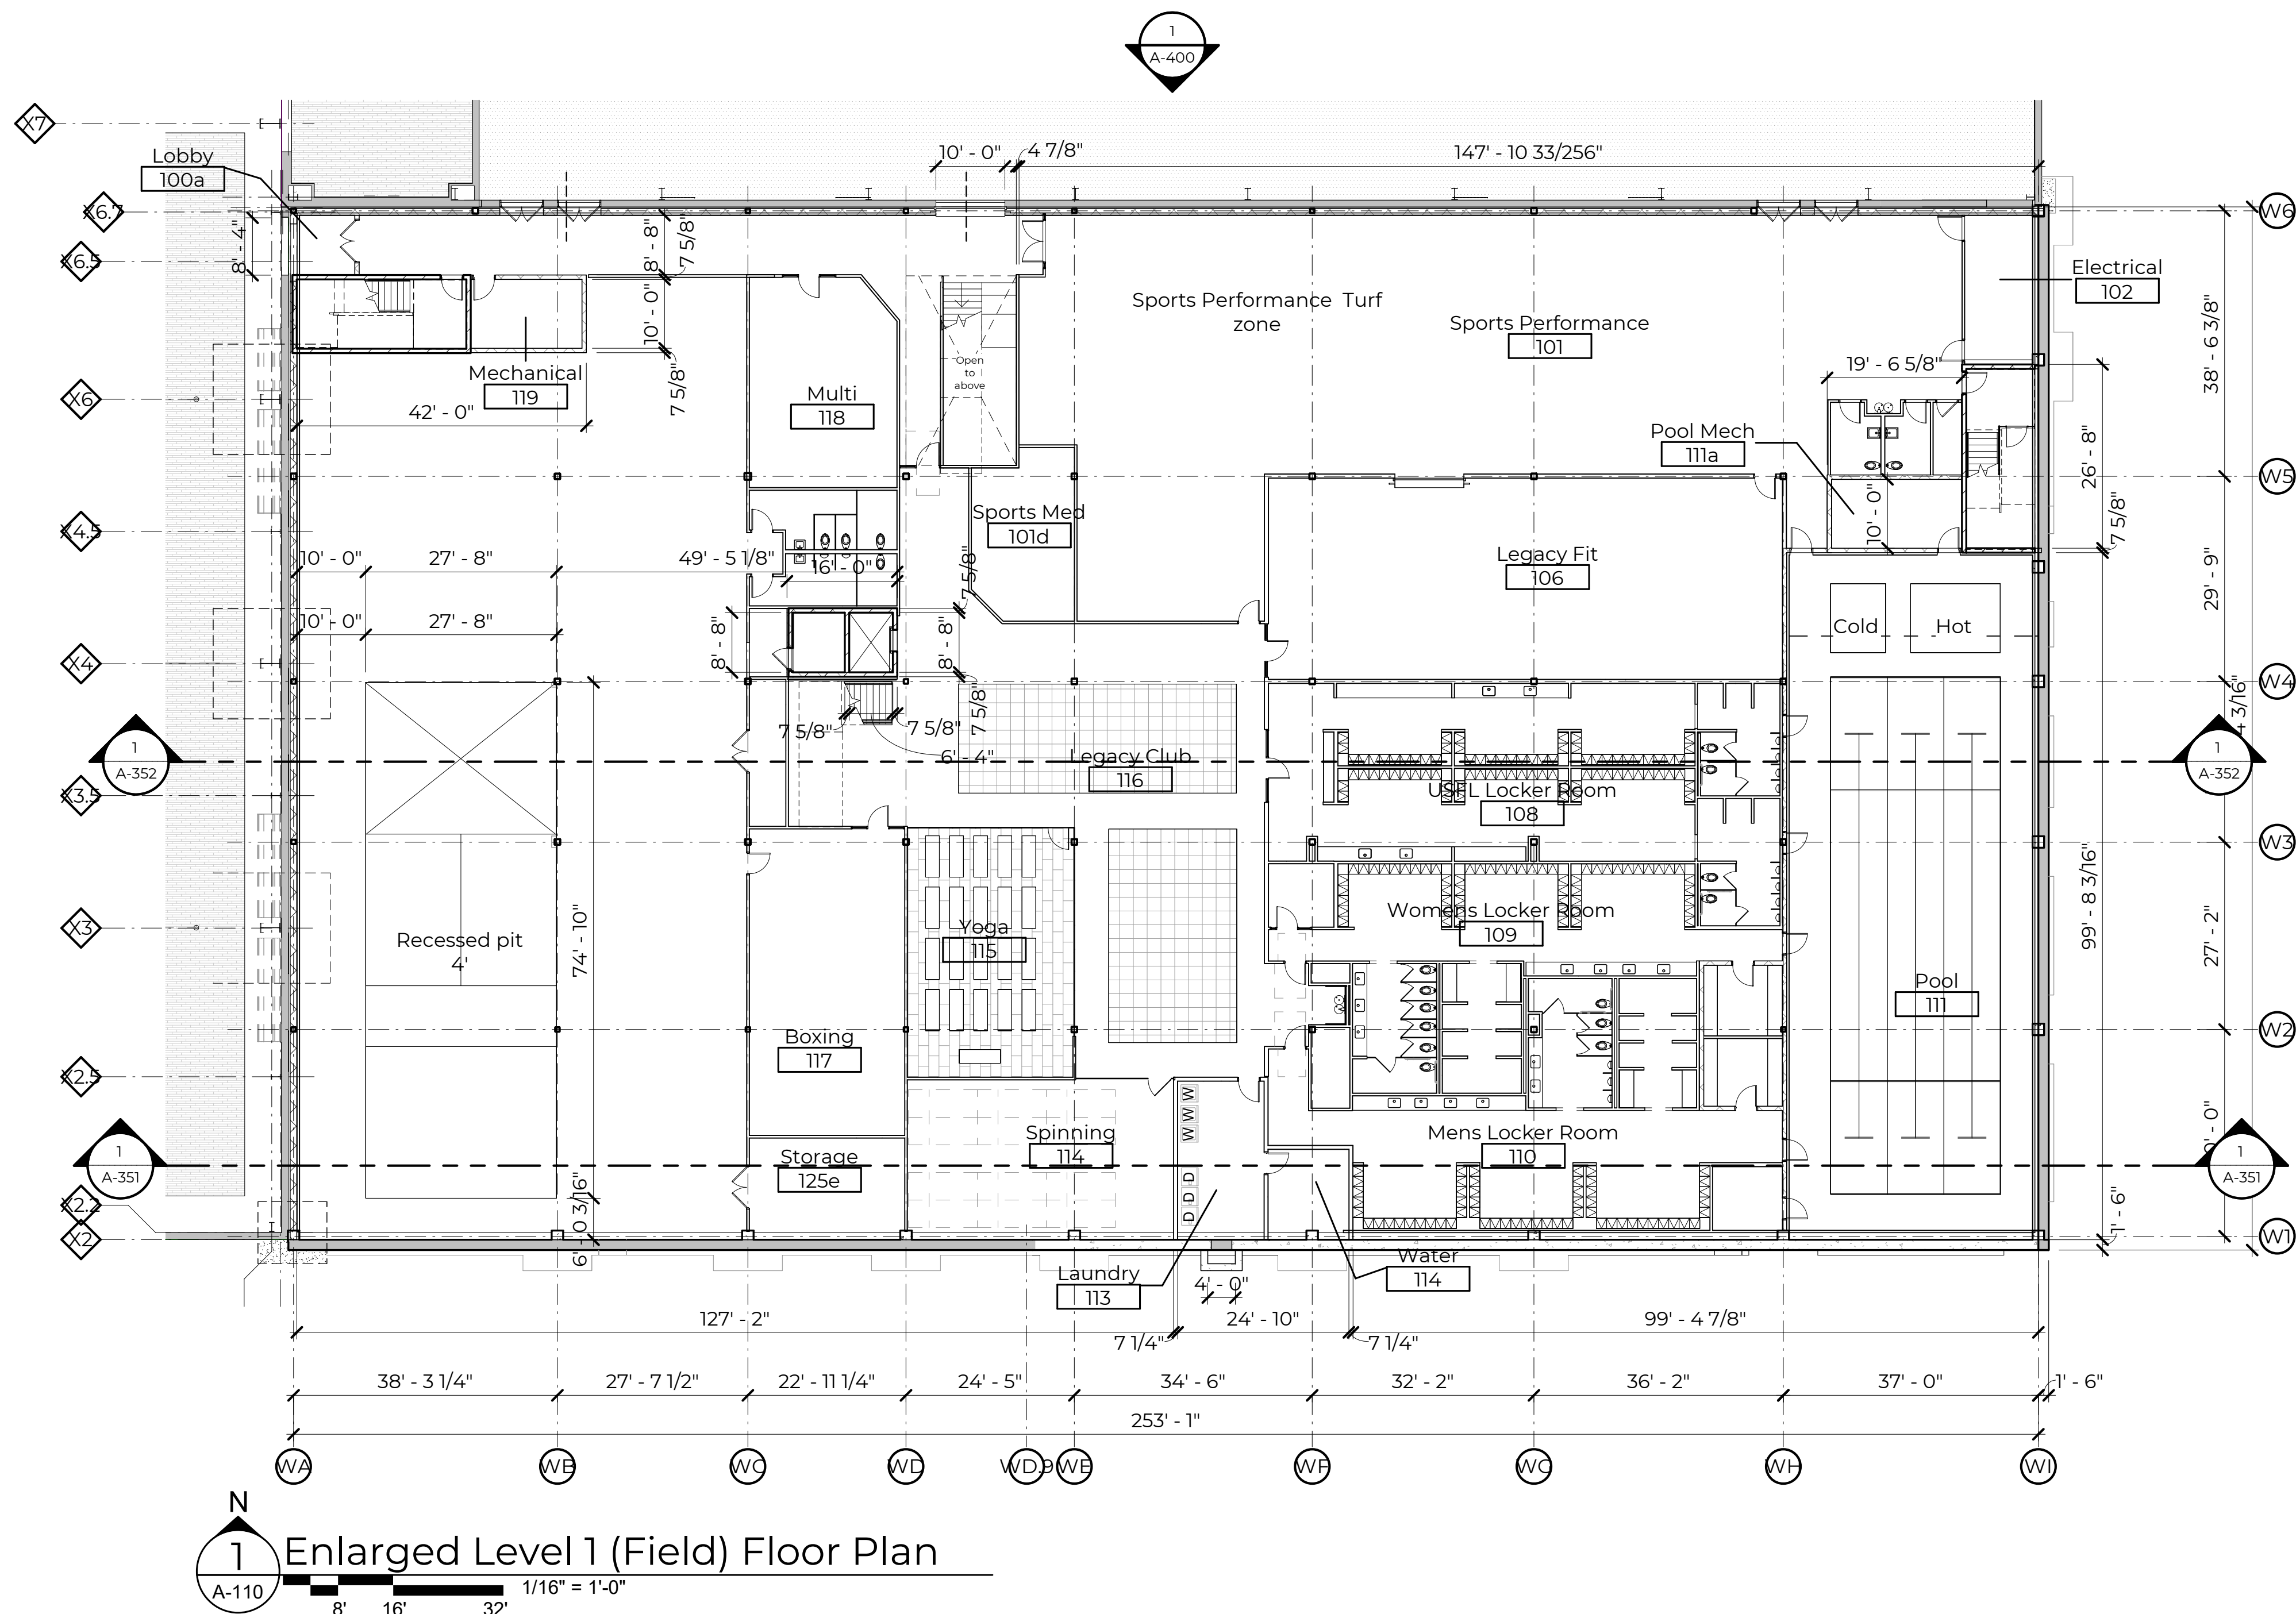 1
A-400
X7
Lobby
100a
10' - 0"
4 7/8"
147' - 10 33/256"
X6.7
W6
8' - 4"
8' - 8"
7 5/8"
X6.5
Electrical
102
Sports Performance Turf
zone
Sports Performance
101
10' - 0"
38' - 6 3/8"
Open
to
above
19' - 6 5/8"
Mechanical
119
7 5/8"
X6
Multi
118
42' - 0"
Pool Mech
111a
26' - 8"
W5
10' - 0"
7 5/8"
Sports Med
101d
X4.5
Legacy Fit
106
10' - 0"
27' - 8"
49' - 5 1/8"
16' - 0"
7 5/8"
29' - 9"
10' - 0"
27' - 8"
8' - 8"
8' - 8"
Cold
Hot
X4
W4
7 5/8"
7 5/8"
7 5/8"
6' - 4"
4 3/16"
1
A-352
Legacy Club
116
1
A-352
X3.5
USFL Locker Room
108
W3
99' - 8 3/16"
Womens Locker Room
109
X3
Recessed pit
4'
74' - 10"
Yoga
115
27' - 2"
Pool
111
W2
Boxing
117
X2.5
W
W
W
Spinning
114
Mens Locker Room
110
1
A-351
Storage
125e
1
A-351
D
D
D
X2.2
6' - 0 3/16"
1' - 6"
X2
W1
Water
114
Laundry
113
4' - 0"
127' - 2"
24' - 10"
99' - 4 7/8"
7 1/4"
7 1/4"
38' - 3 1/4"
27' - 7 1/2"
22' - 11 1/4"
24' - 5"
34' - 6"
32' - 2"
36' - 2"
37' - 0"
1' - 6"
253' - 1"
WA
WB
WC
WD
WD.9
WE
WF
WG
WH
WI
N
1
A-110
Enlarged Level 1 (Field) Floor Plan
1/16" = 1'-0"
8'
16'
32'